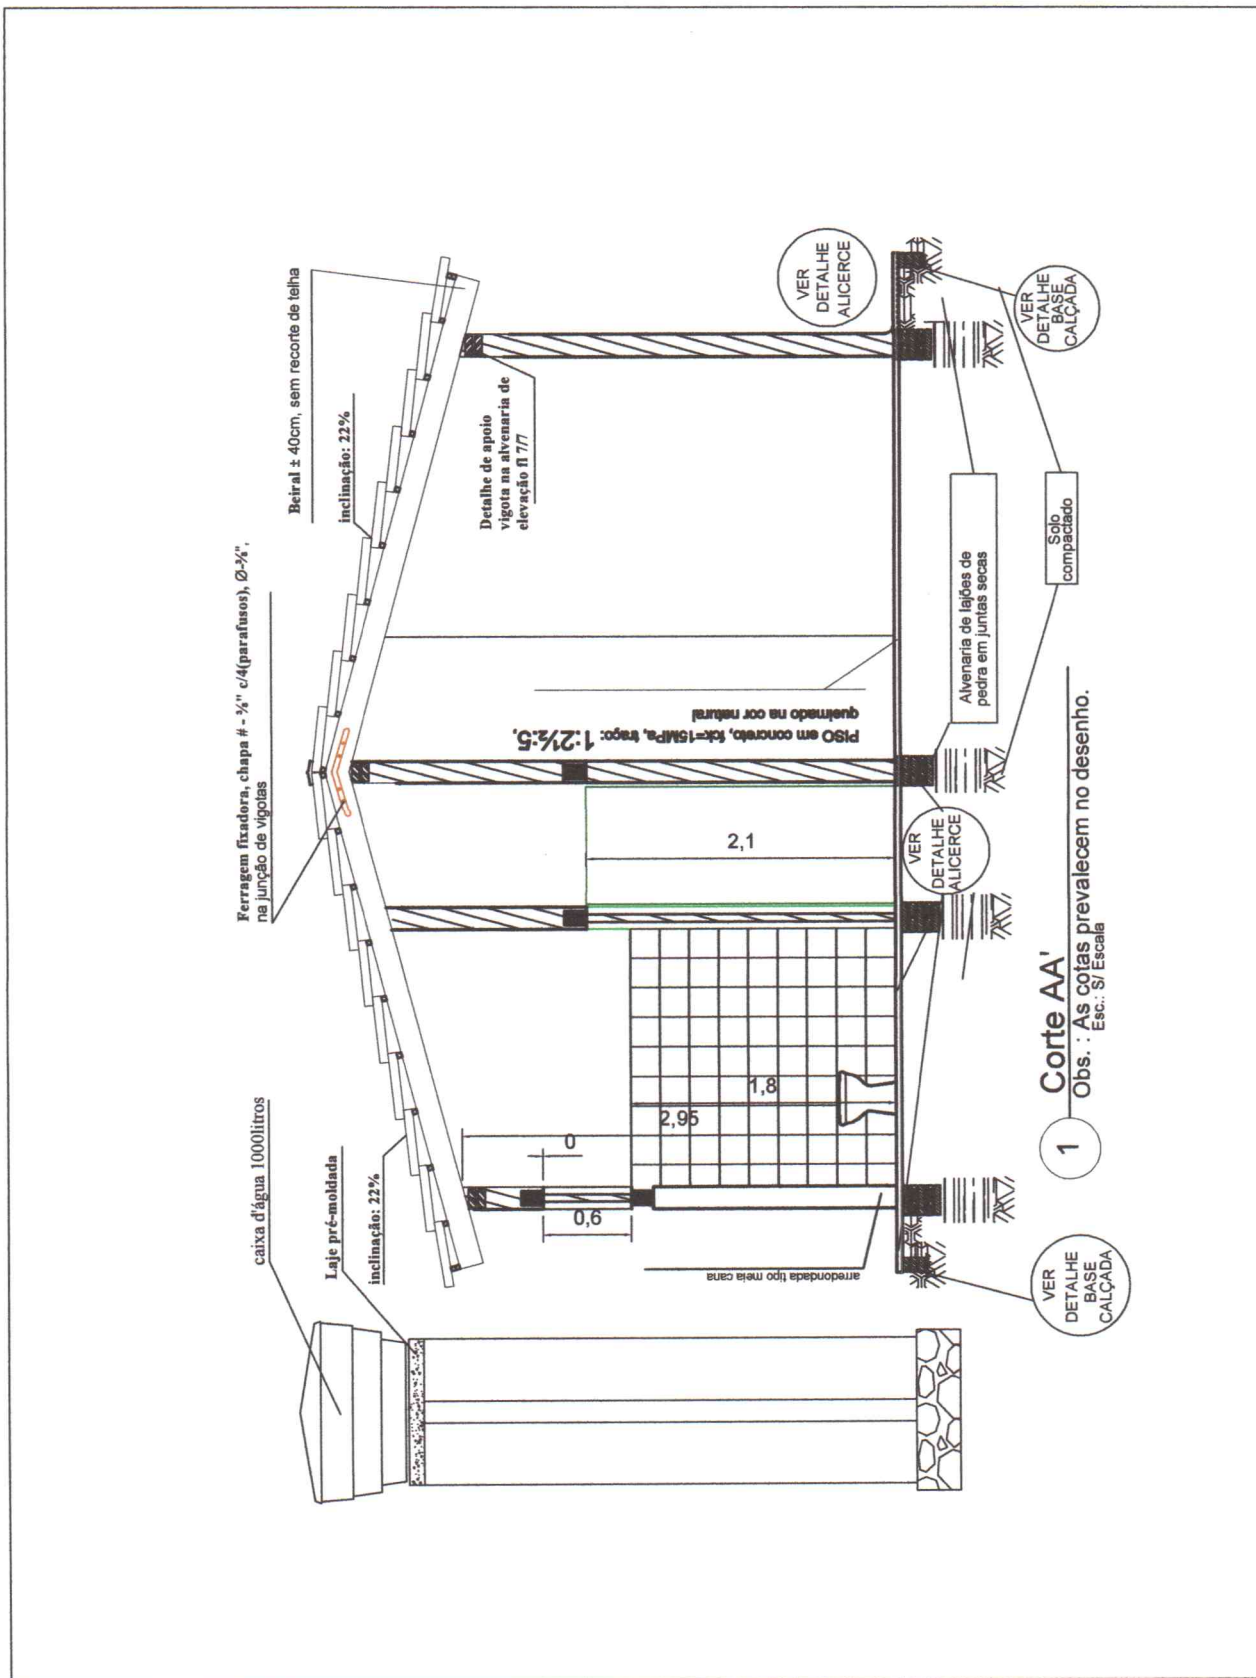 caixa d'água 1000litros
Laje pré-moldada
inclinação: 22%
Ferragem fixadora, chapa # - ⅜" c/4(parafusos), Ø-⅜",
na junção de vigotas
Beiral ± 40cm, sem recorte de telha
inclinação: 22%
Detalhe de apoio
vigota na alvenaria de
elevação fl 7/7
0
0,6
2,95
1,8
2,1
arredondada tipo meia cana
PISO em concreto, fck=15MPa, traço: 1:2½:5,
queimado na cor natural
VER
DETALHE
ALICERCE
VER
DETALHE
ALICERCE
VER
DETALHE
BASE
CALÇADA
VER
DETALHE
BASE
CALÇADA
Alvenaria de lajões de
pedra em juntas secas
Solo
compactado
1
Corte AA'
Obs. : As cotas prevalecem no desenho.
Esc.: S/ Escala